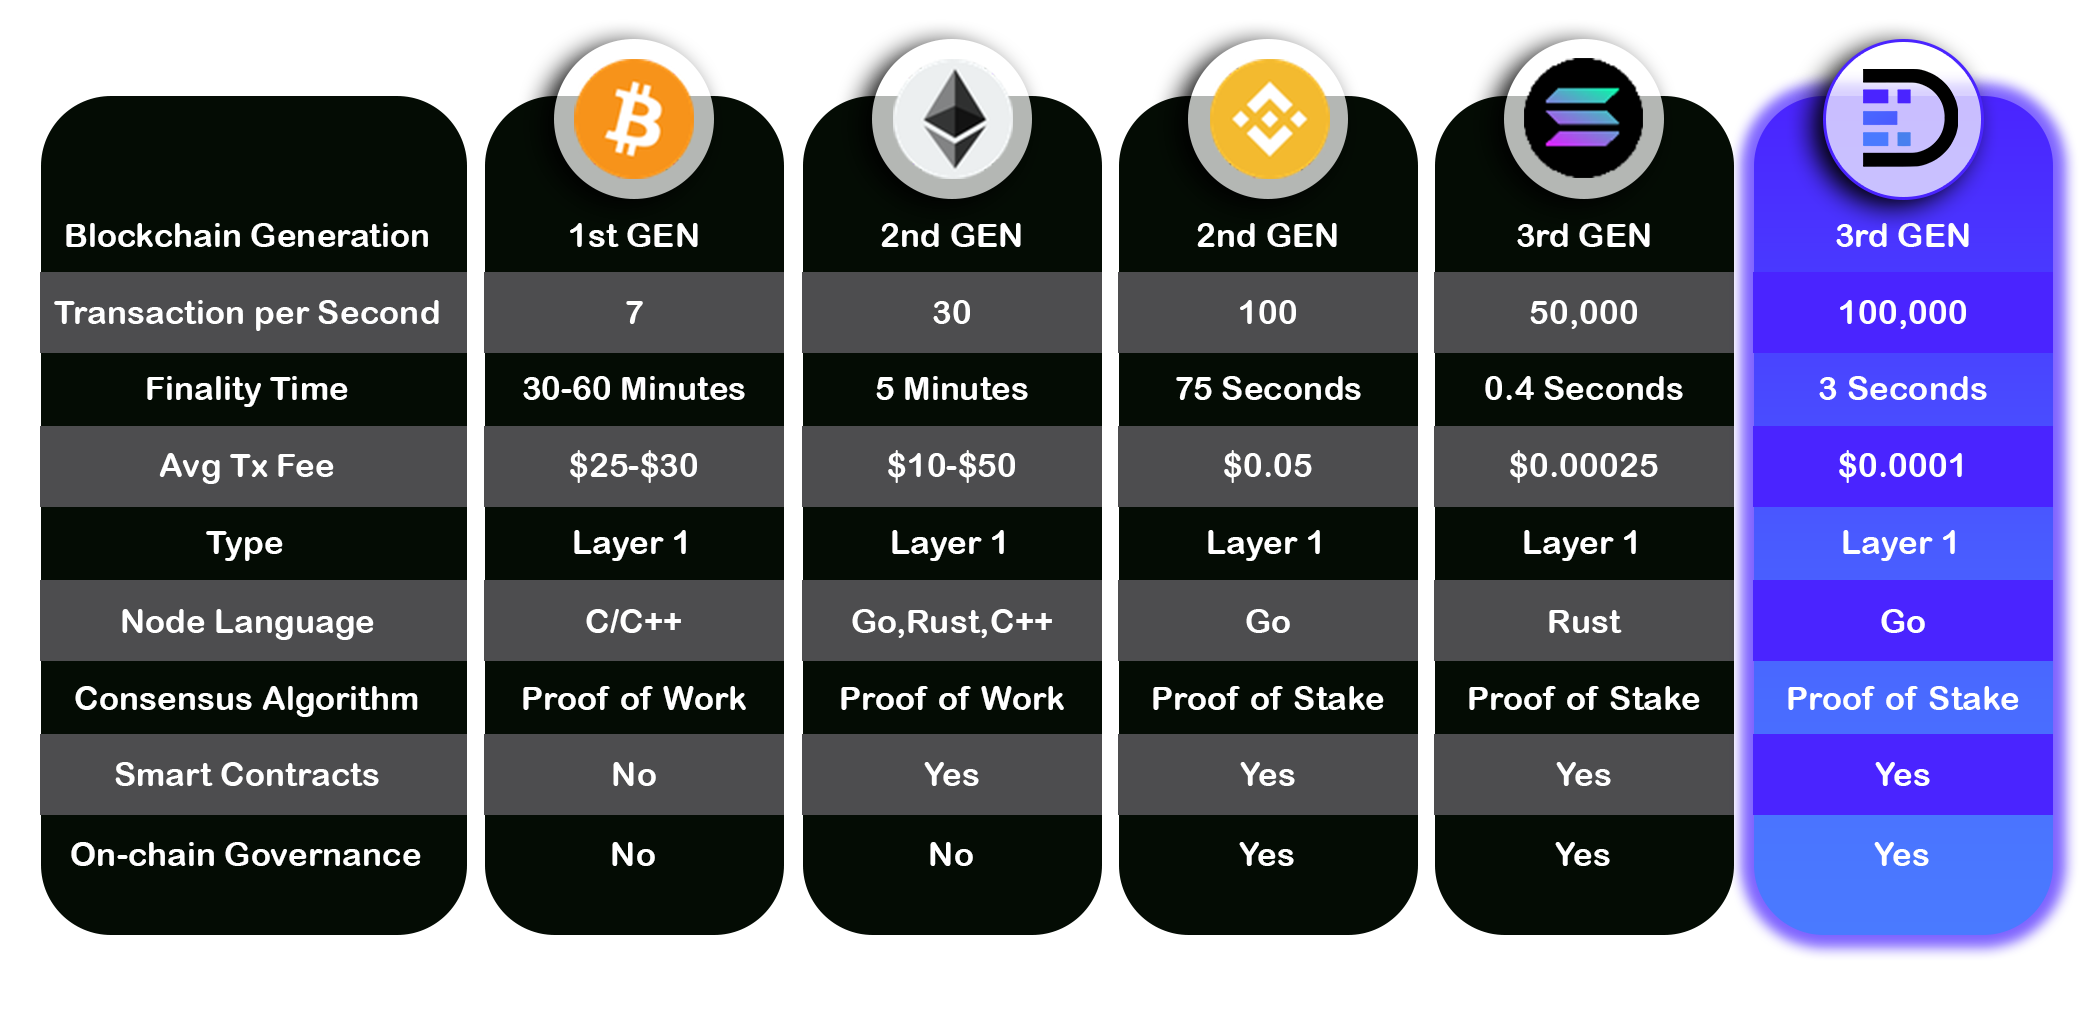 Blockchain Generation 1st GEN 2nd GEN 2nd GEN 3rd GEN 3rd GEN
Transaction per Second 7 30 100 50,000 100,000
Finality Time 30-60 Minutes 5 Minutes 75 Seconds 0.4 Seconds 3 Seconds
Avg Tx Fee $25-$30 $10-$50 $0.05 $0.00025 $0.0001
Type Layer 1 Layer 1 Layer 1 Layer 1 Layer 1
Node Language C/C++ Go,Rust,C++ Go Rust Go
Consensus Algorithm Proof of Work Proof of Work Proof of Stake Proof of Stake Proof of Stake
Smart Contracts No Yes Yes Yes Yes
On-chain Governance No No Yes Yes Yes